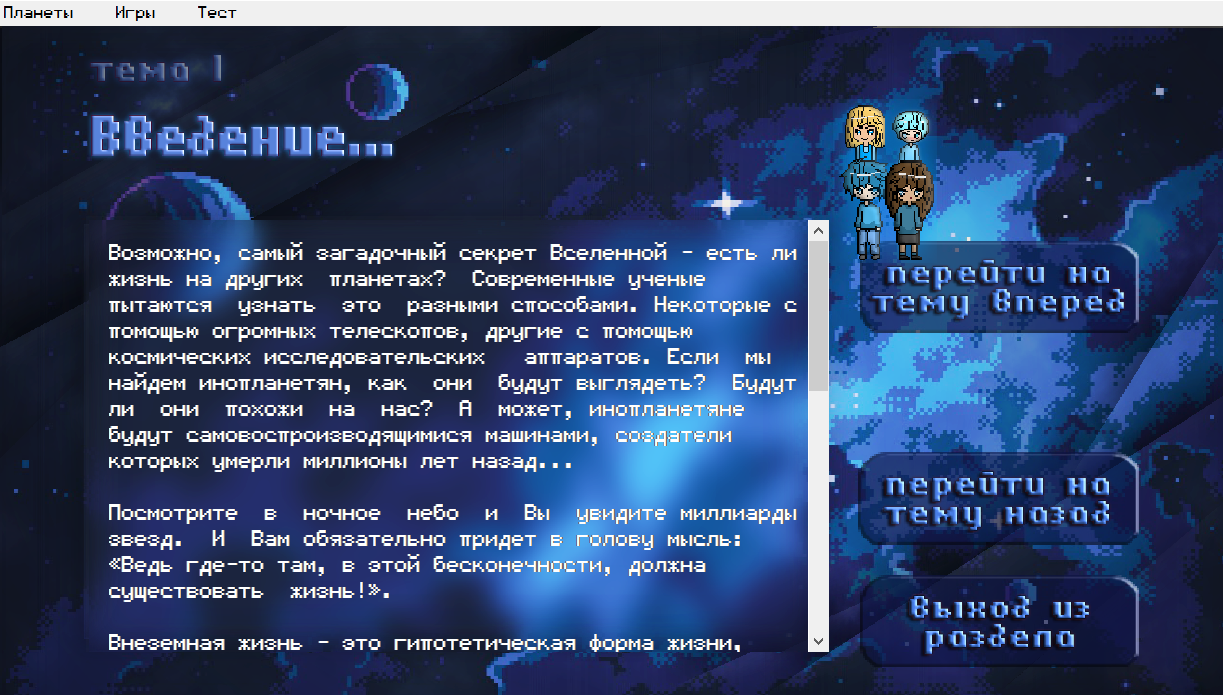 Планеты Игры Тест
тема 1
Введение...
Возможно, самый загадочный секрет Вселенной - есть ли
жизнь на других планетах? Современные ученые
пытаются узнать это разными способами. Некоторые с
помощью огромных телескопов, другие с помощью
космических исследовательских аппаратов. Если мы
найдем инопланетян, как они будут выглядеть? Будут
ли они похожи на нас? А может, инопланетяне
будут самовоспроизводящимися машинами, создатели
которых умерли миллионы лет назад...
Посмотрите в ночное небо и Вы увидите миллиарды
звезд. И Вам обязательно придет в голову мысль:
«Ведь где-то там, в этой бесконечности, должна
существовать жизнь!».
Внеземная жизнь - это гипотетическая форма жизни,
перейти на
тему вперед
перейти на
тему назад
выход из
раздела